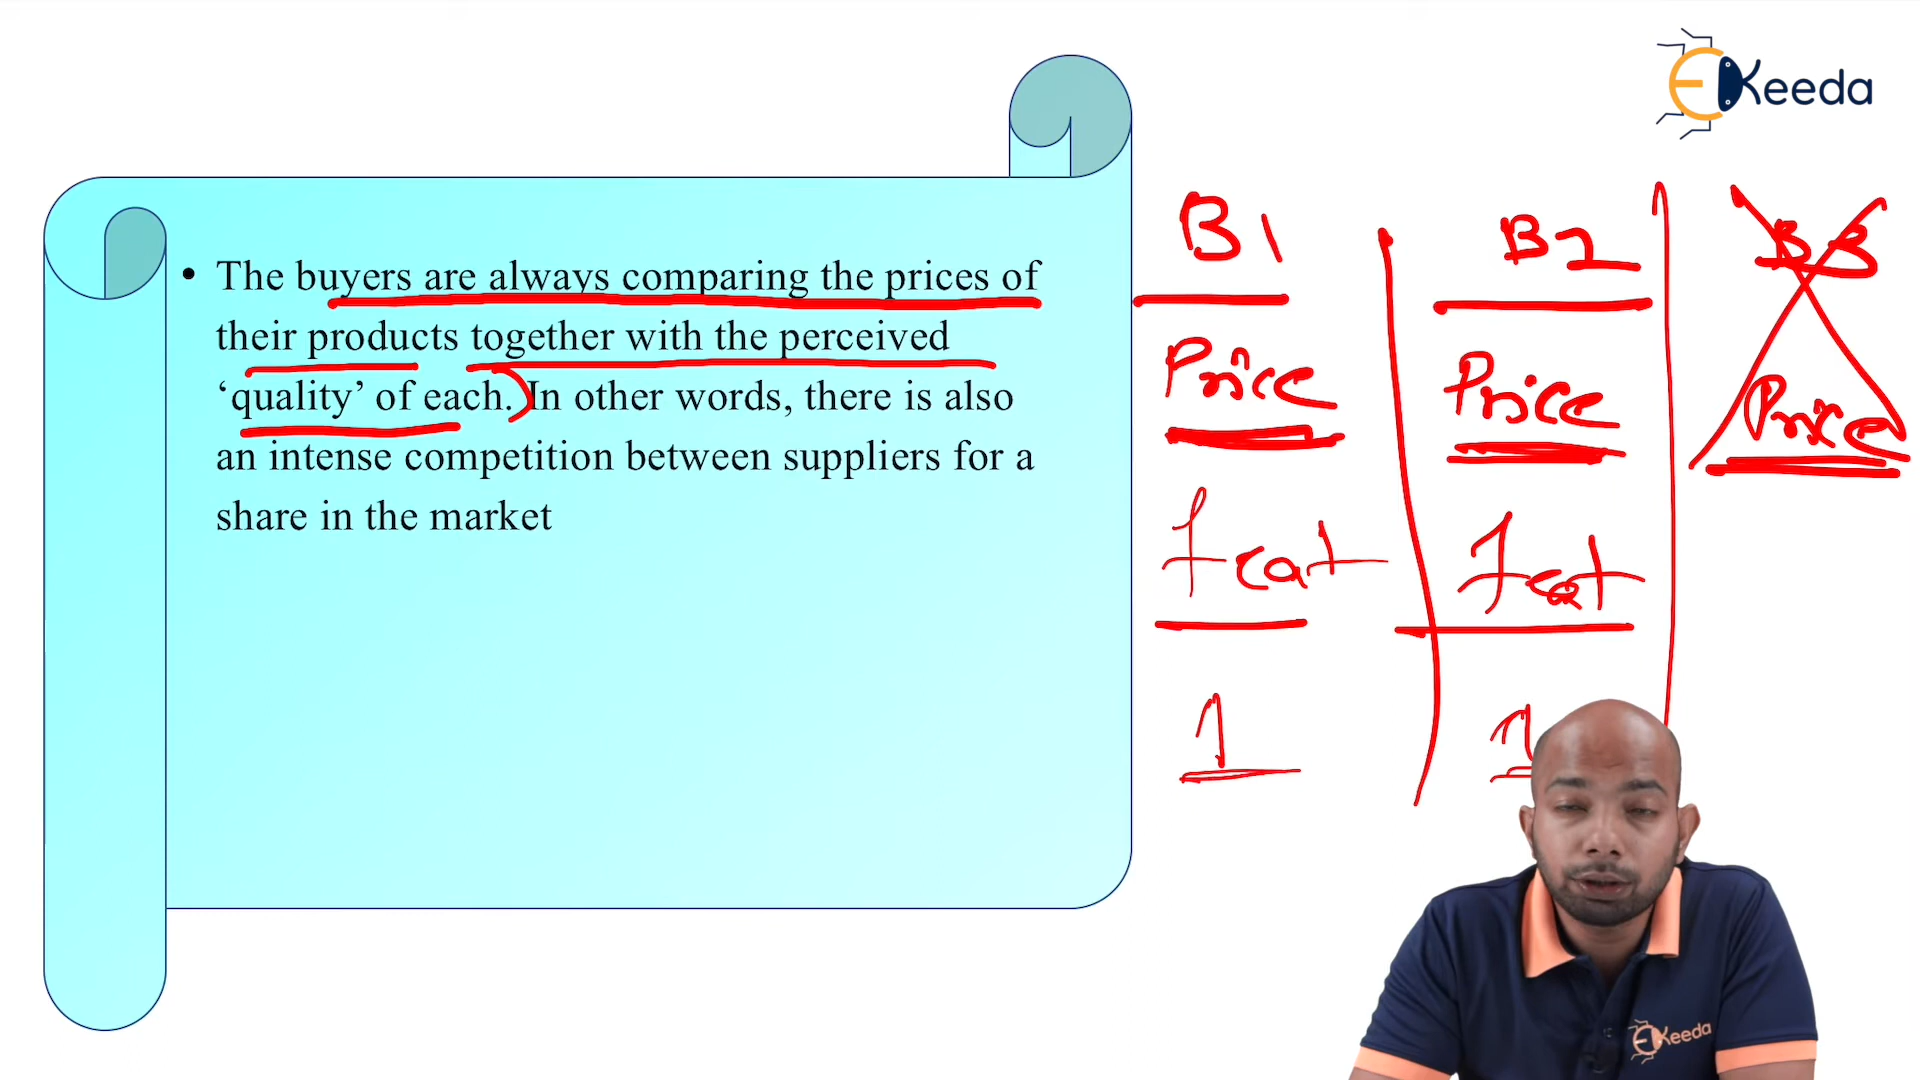 EKeeda
• The buyers are always comparing the prices of
their products together with the perceived
‘quality’ of each. In other words, there is also
an intense competition between suppliers for a
share in the market
B1 B2 B3
Price Price Price
feat feat
1 1
EKeeda